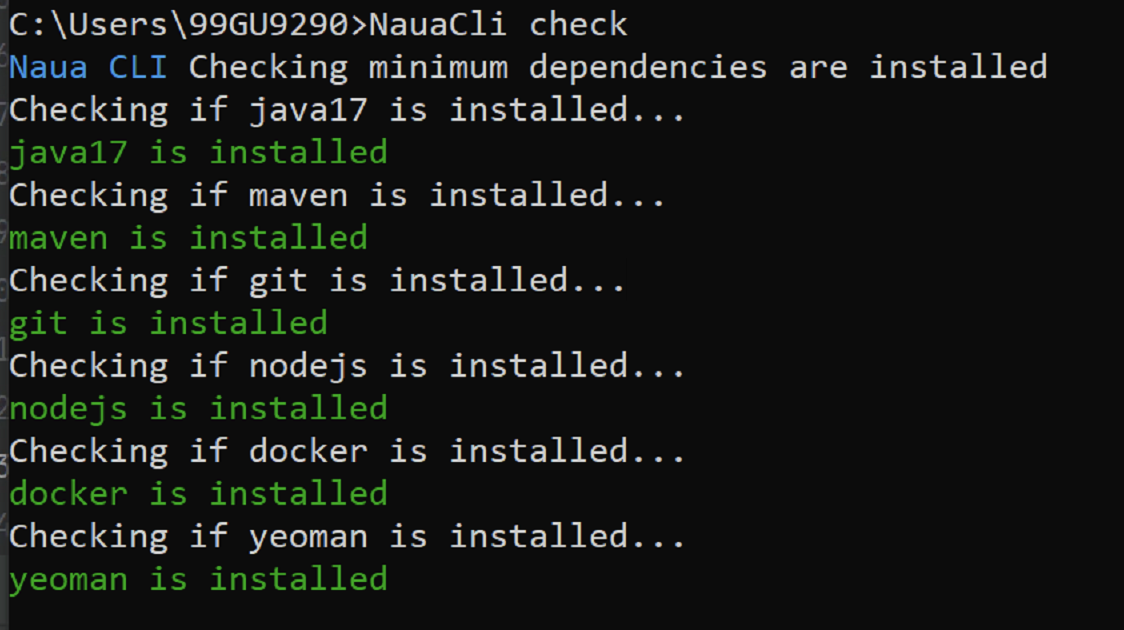 C:\Users\99GU9290>NauaCli check
Naua CLI Checking minimum dependencies are installed
Checking if java17 is installed...
java17 is installed
Checking if maven is installed...
maven is installed
Checking if git is installed...
git is installed
Checking if nodejs is installed...
nodejs is installed
Checking if docker is installed...
docker is installed
Checking if yeoman is installed...
yeoman is installed